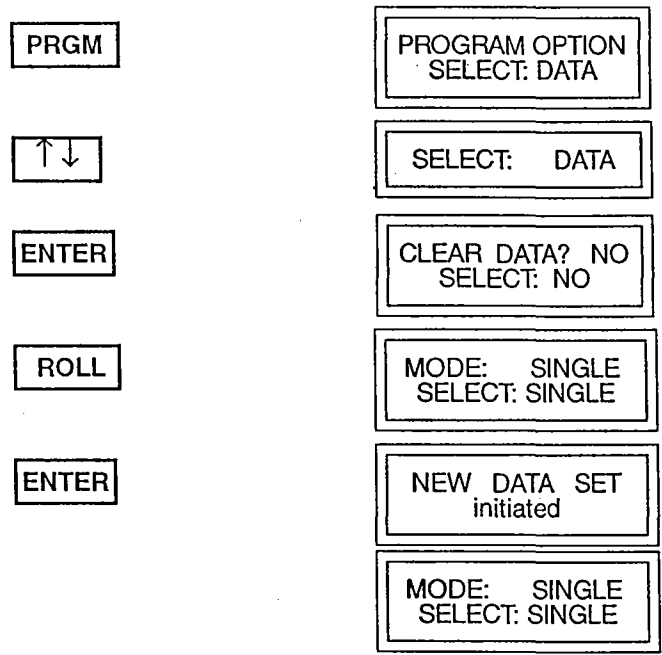 PRGM
PROGRAM OPTION
SELECT: DATA
↑↓
SELECT: DATA
ENTER
CLEAR DATA? NO
SELECT: NO
ROLL
MODE: SINGLE
SELECT: SINGLE
ENTER
NEW DATA SET
initiated
MODE: SINGLE
SELECT: SINGLE